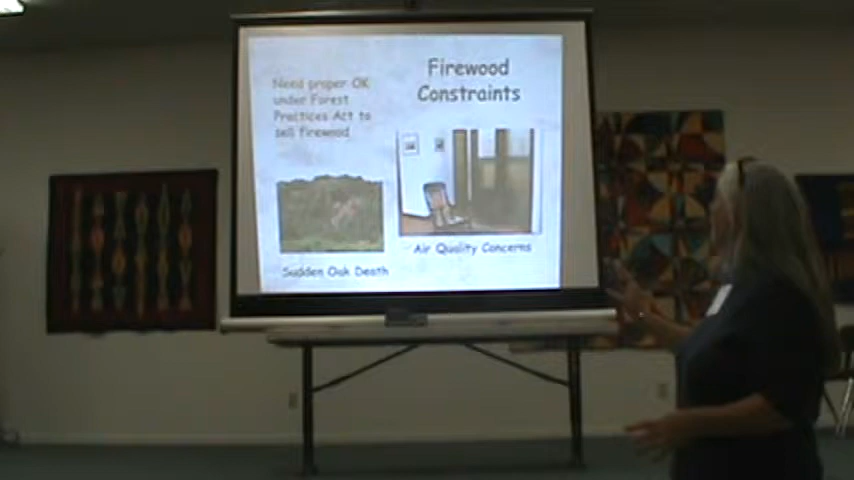 Firewood
Constraints
Need proper OK
under Forest
Practices Act to
sell firewood
Air Quality Concerns
Sudden Oak Death